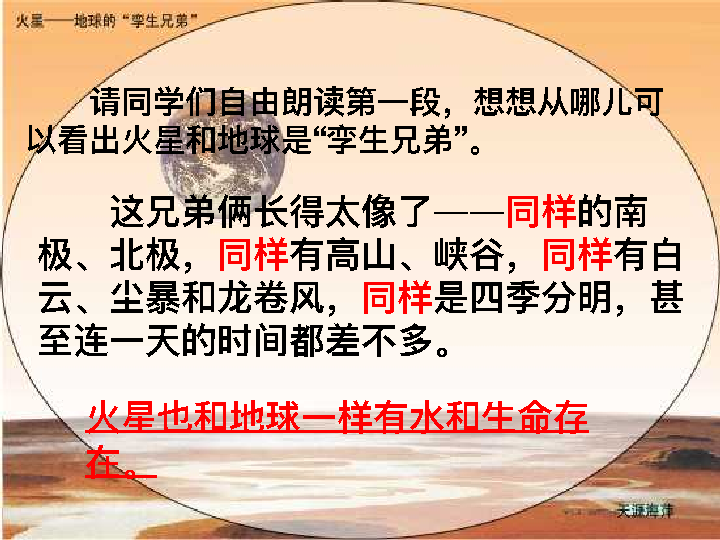 火星——地球的“孪生兄弟”
请同学们自由朗读第一段，想想从哪儿可
以看出火星和地球是“孪生兄弟”。
这兄弟俩长得太像了——同样的南
极、北极，同样有高山、峡谷，同样有白
云、尘暴和龙卷风，同样是四季分明，甚
至连一天的时间都差不多。
火星也和地球一样有水和生命存
在。
天涯海洋